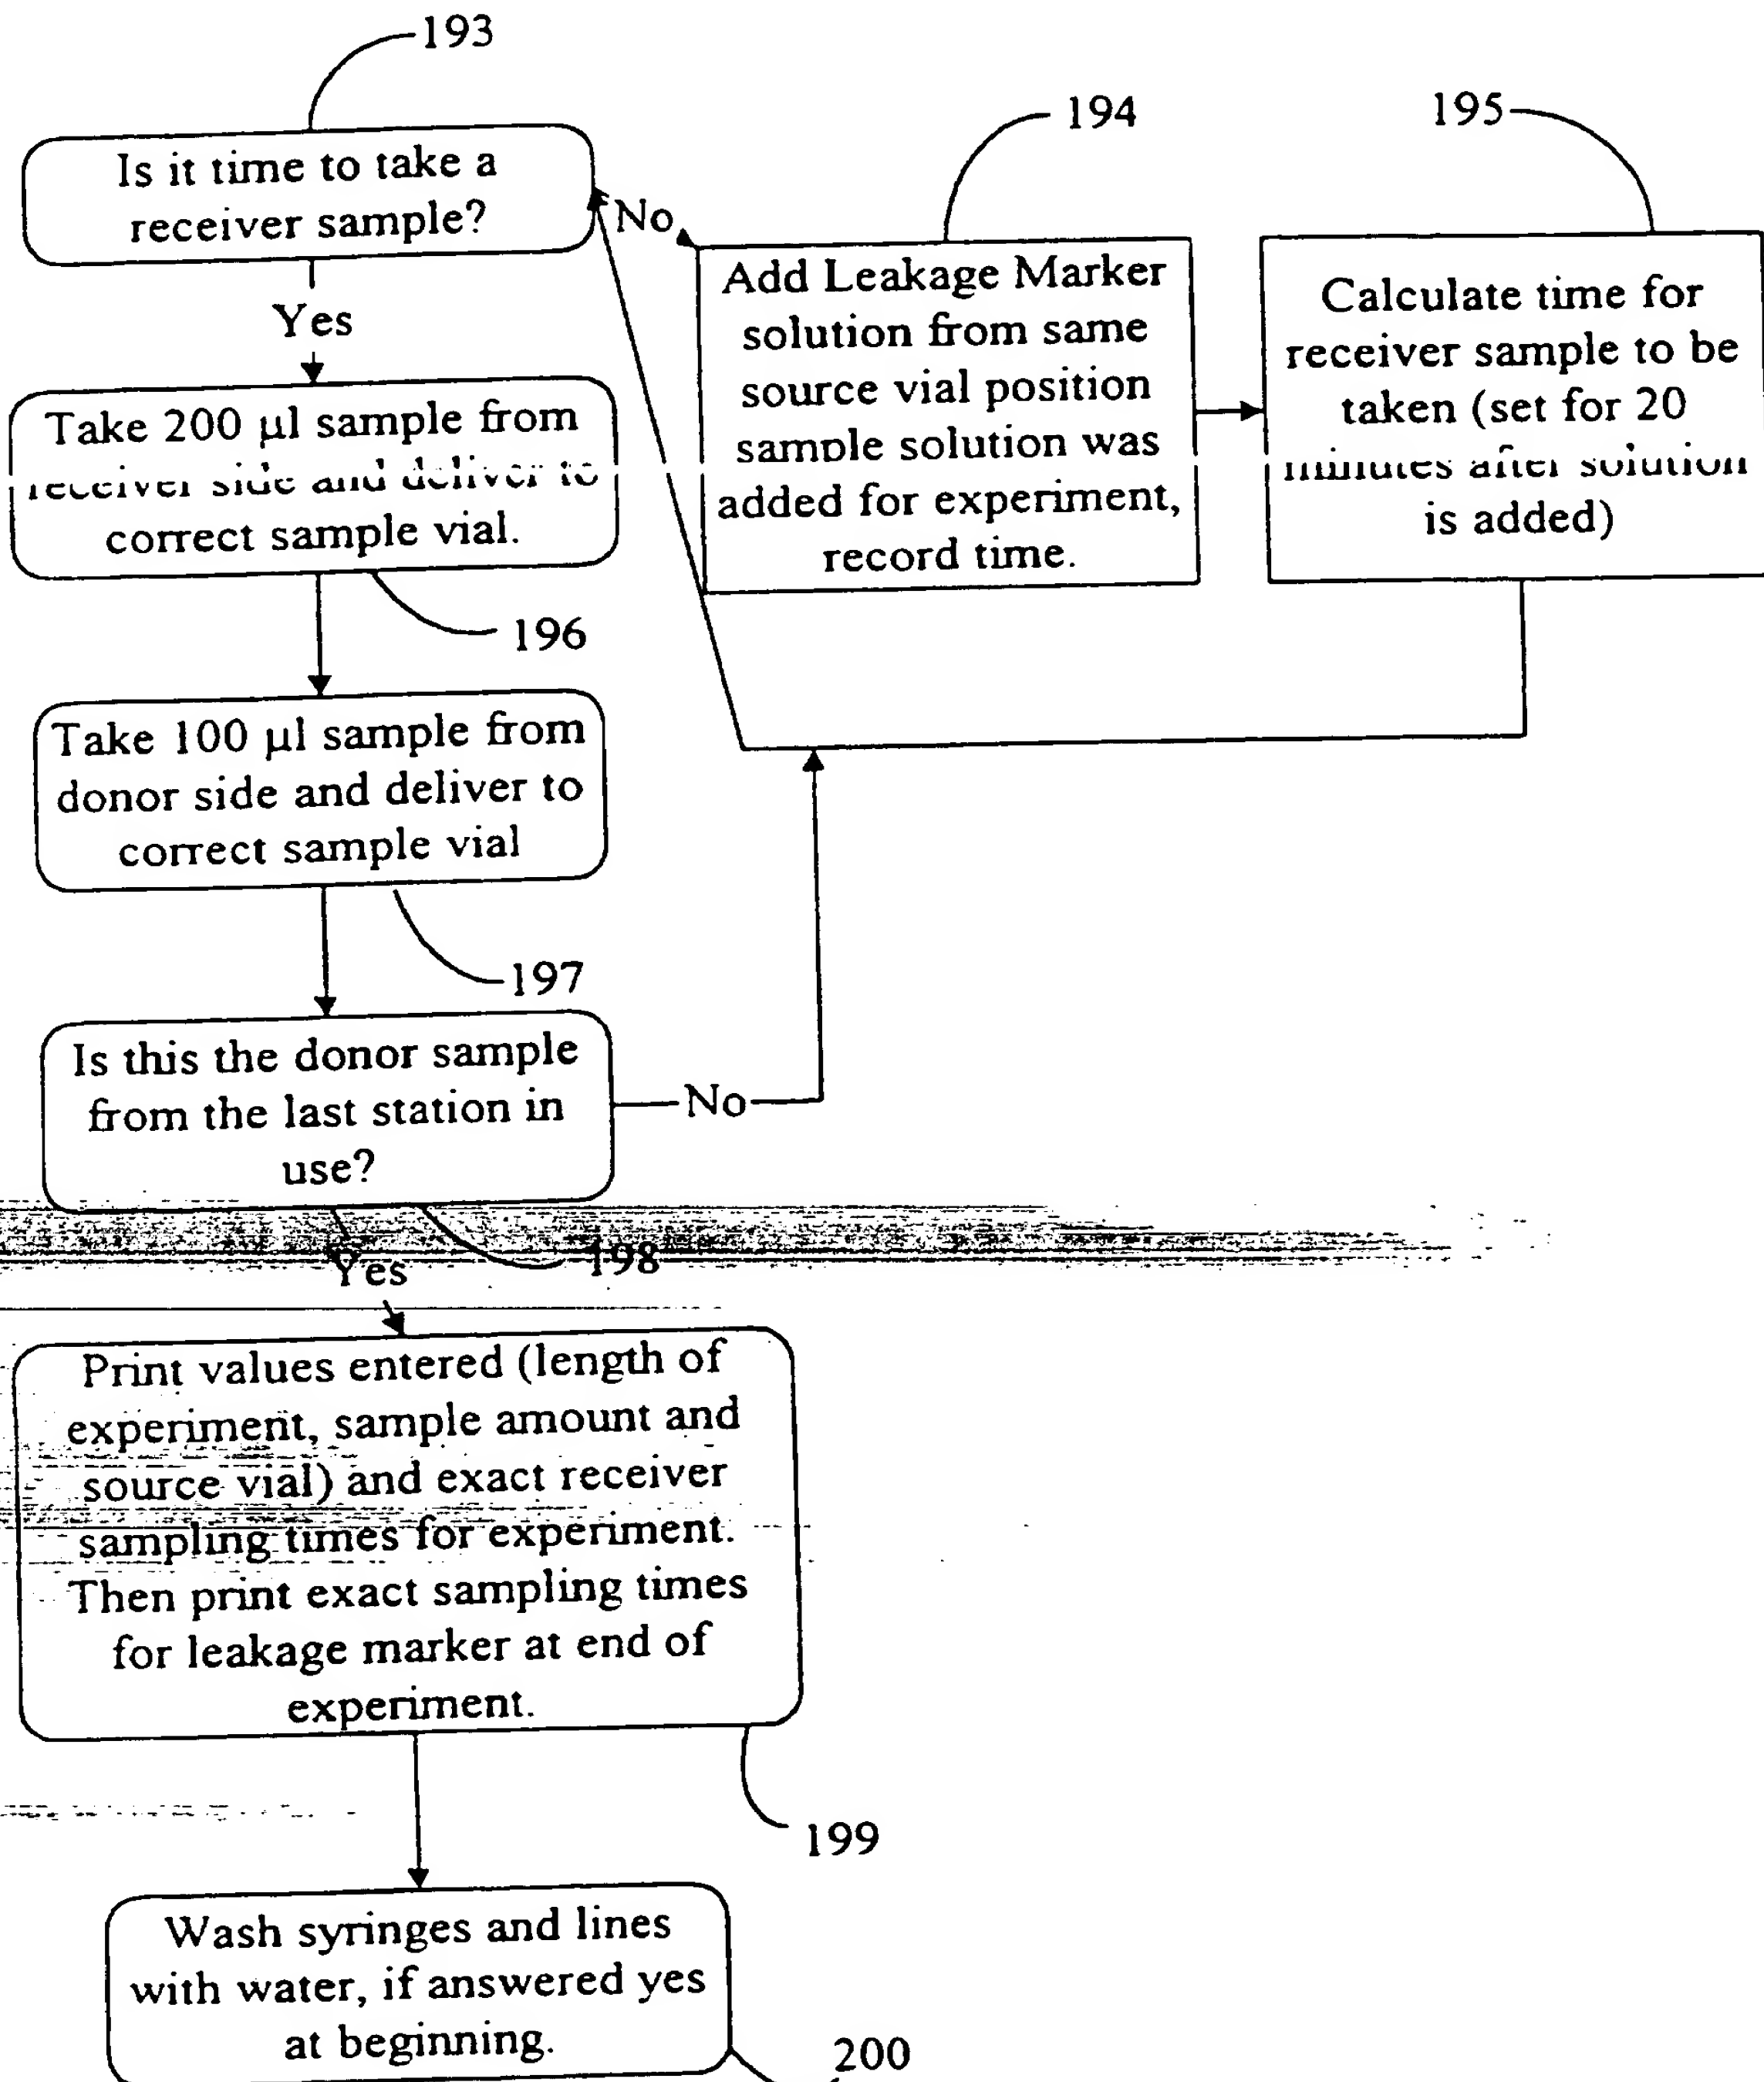 193
Is it time to take a
receiver sample?
Yes
No
194
Add Leakage Marker
solution from same
source vial position
sample solution was
added for experiment,
record time.
195
Calculate time for
receiver sample to be
taken (set for 20
minutes after solution
is added)
Take 200 µl sample from
receiver side and deliver to
correct sample vial.
196
Take 100 µl sample from
donor side and deliver to
correct sample vial
197
Is this the donor sample
from the last station in
use?
No
Yes
198
Print values entered (length of
experiment, sample amount and
source vial) and exact receiver
sampling times for experiment.
Then print exact sampling times
for leakage marker at end of
experiment.
199
Wash syringes and lines
with water, if answered yes
at beginning.
200